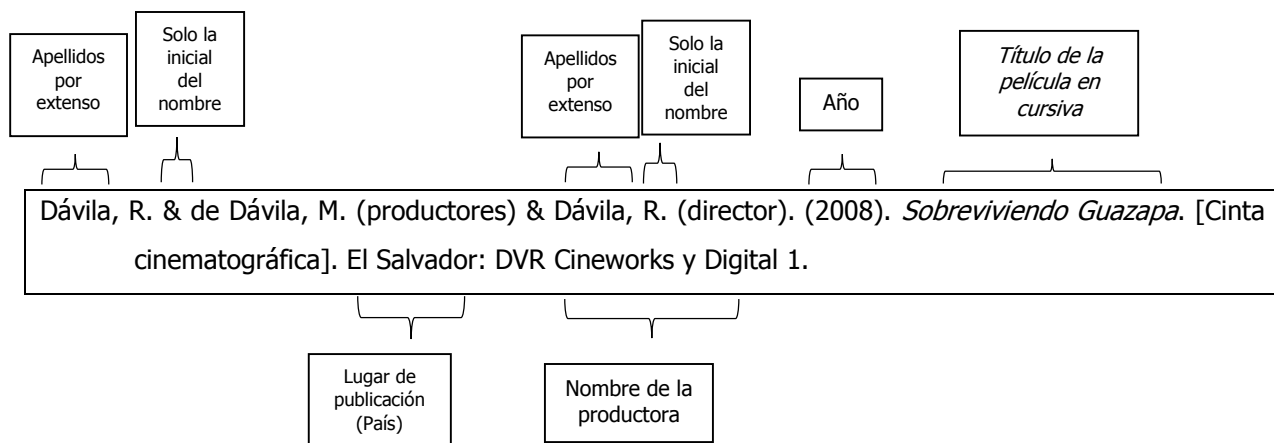 Apellidos
por
extenso
Solo la
inicial
del
nombre
Apellidos
por
extenso
Solo la
inicial
del
nombre
Año
Título de la
película en
cursiva
Dávila, R. & de Dávila, M. (productores) & Dávila, R. (director). (2008). Sobreviviendo Guazapa. [Cinta
cinematográfica]. El Salvador: DVR Cineworks y Digital 1.
Lugar de
publicación
(País)
Nombre de la
productora